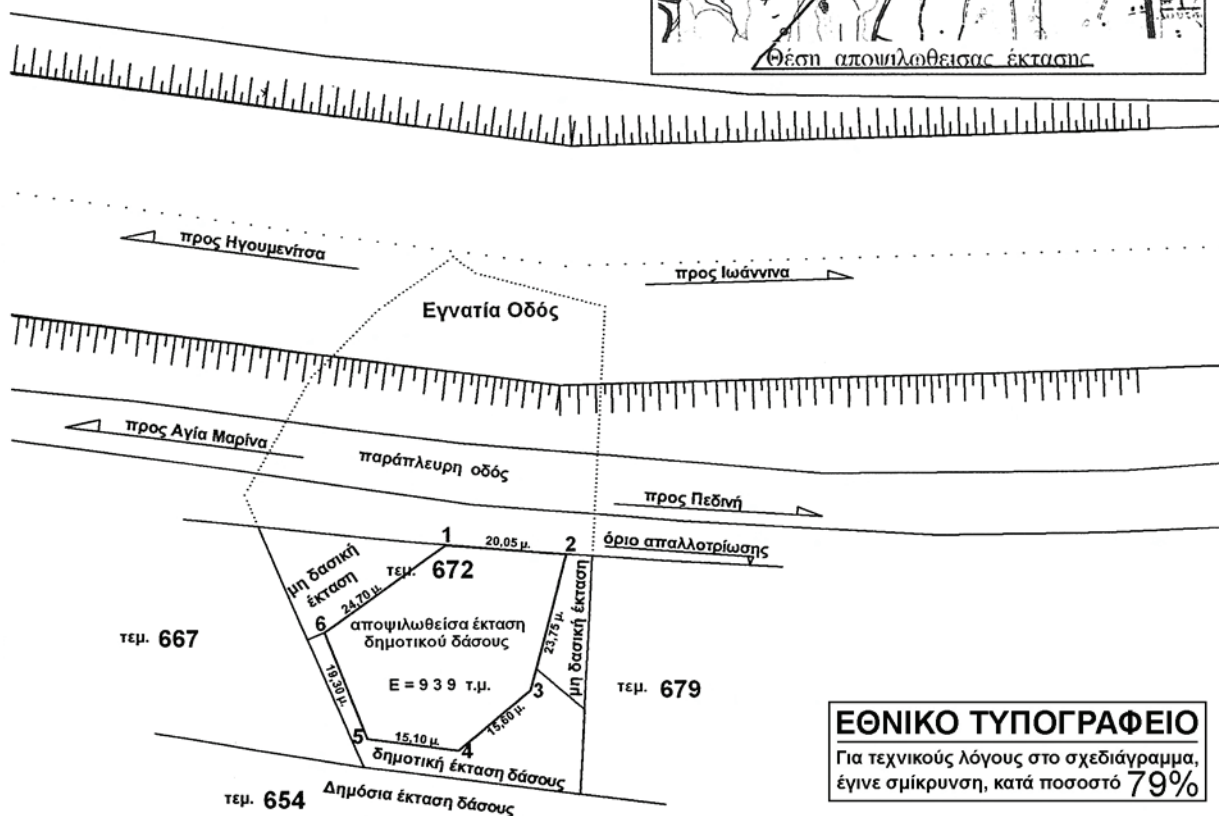 Θέση αποψιλωθεισας έκτασης
προς Ηγουμενίτσα
προς Ιωάννινα
Εγνατία Οδός
προς Αγία Μαρίνα
παράπλευρη οδός
προς Πεδινή
όριο απαλλοτρίωσης
1
20,05 μ.
2
μη δασική
έκταση
τεμ. 672
24,70 μ.
6
αποψιλωθείσα έκταση
δημοτικού δάσους
23,75 μ.
μη δασική έκταση
τεμ. 667
19,30 μ.
Ε = 9 3 9 τ.μ.
3
τεμ. 679
15,60 μ.
5
15,10 μ.
4
δημοτική έκταση δάσους
τεμ. 654
Δημόσια έκταση δάσους
ΕΘΝΙΚΟ ΤΥΠΟΓΡΑΦΕΙΟ
Για τεχνικούς λόγους στο σχεδιάγραμμα,
έγινε σμίκρυνση, κατά ποσοστό 79%